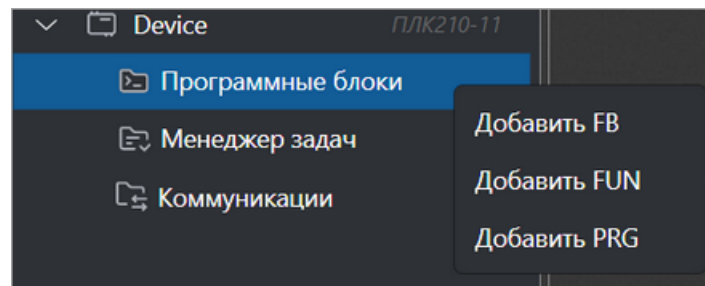 Device ПЛК210-11
Программные блоки
Добавить FB
Менеджер задач
Добавить FUN
Коммуникации
Добавить PRG